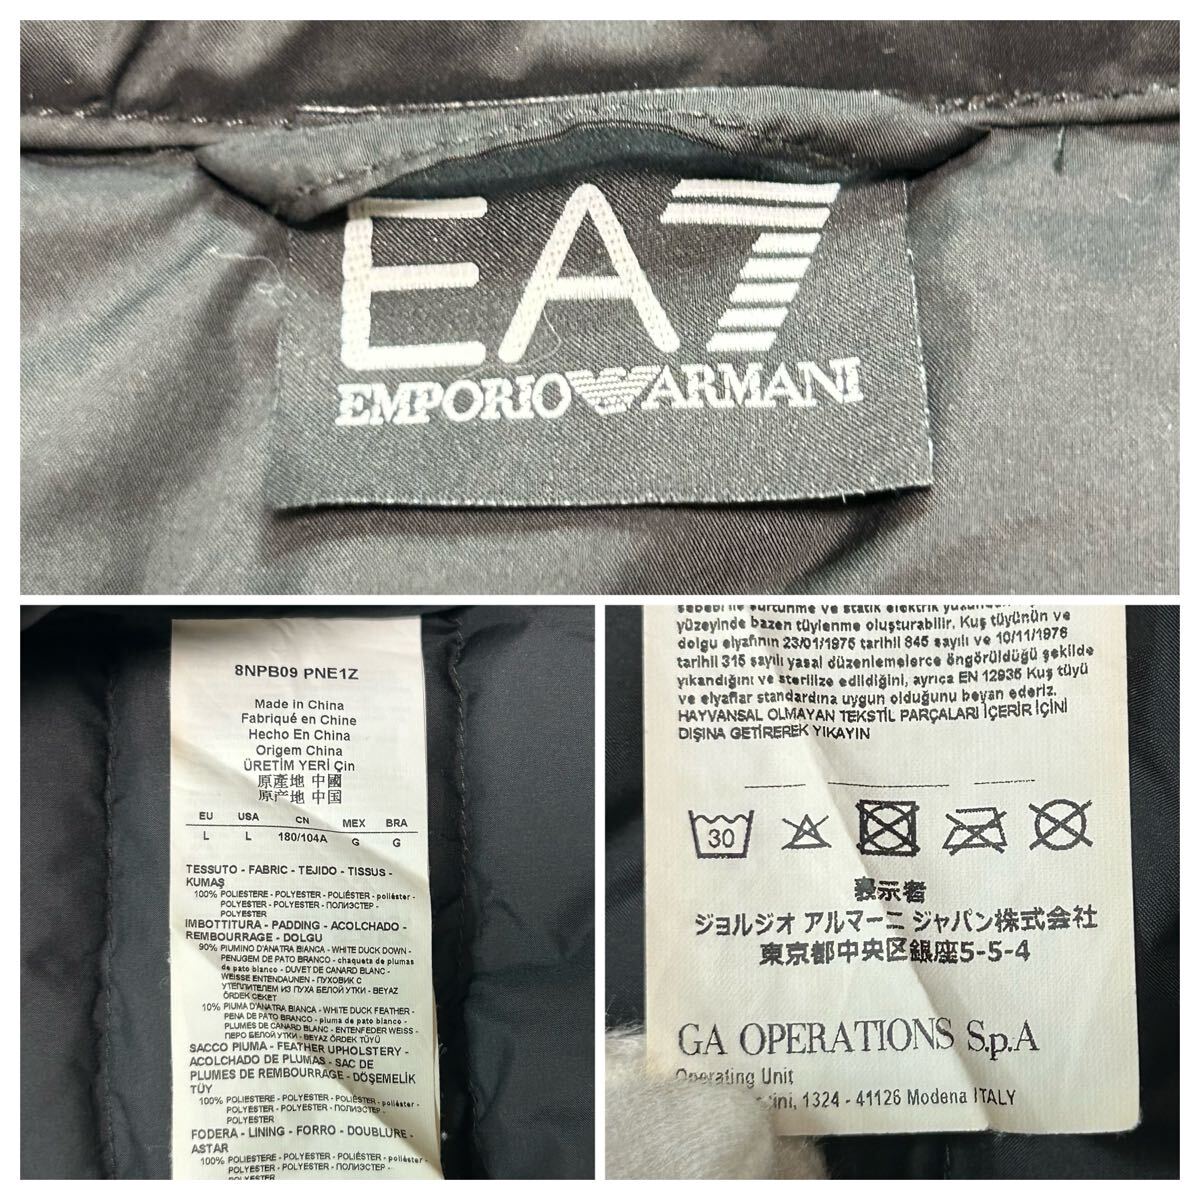 EA7
EMPORIO ARMANI
8NPB09 PNE1Z
Made in China
Fabriqué en Chine
Hecho En China
Origem China
ÜRETİM YERİ Çin
原產地 中國
原产地 中国
EU USA CN MEX BRA
L L 180/104A G G
TESSUTO - FABRIC - TEJIDO - TISSUS -
KUMAŞ
100% POLIESTERE - POLYESTER - POLIÉSTER - poliéster -
POLYESTER - POLYESTER - ПОЛИЭСТЕР -
POLYESTER
IMBOTTITURA - PADDING - ACOLCHADO -
REMBOURRAGE - DOLGU
90% PIUMINO D'ANATRA BIANCA - WHITE DUCK DOWN -
PENUGEM DE PATO BRANCO - chaqueta de plumas
de pato blanco - DUVET DE CANARD BLANC -
WEISSE ENTENDAUNEN - ПУХОВИК С
УТЕПЛИТЕЛЕМ ИЗ ПУХА БЕЛОЙ УТКИ - BEYAZ
ÖRDEK CEKET
10% PIUMA D'ANATRA BIANCA - WHITE DUCK FEATHER -
PENA DE PATO BRANCO - pluma de pato blanco -
PLUMES DE CANARD BLANC - ENTENFEDER WEISS -
ПЕРО БЕЛОЙ УТКИ - BEYAZ ÖRDEK TÜYÜ
SACCO PIUMA - FEATHER UPHOLSTERY -
ACOLCHADO DE PLUMAS - SAC DE
PLUMES DE REMBOURRAGE - DÖŞEMELİK
TÜY
100% POLIESTERE - POLYESTER - POLIÉSTER - poliéster -
POLYESTER - POLYESTER - ПОЛИЭСТЕР -
POLYESTER
FODERA - LINING - FORRO - DOUBLURE -
ASTAR
100% POLIESTERE - POLYESTER - POLIÉSTER - poliéster -
POLYESTER - POLYESTER - ПОЛИЭСТЕР -
POLYESTER
sebebi ile sürtünme ve statik elektrik
yüzeyinde bazen tüylenme oluşturabilir. Kuş tüyünün ve
dolgu elyafının 23/01/1975 tarihli 845 sayılı ve 10/11/1976
tarihli 315 sayılı yasal düzenlemelerce öngörüldüğü şekilde
yıkandığını ve sterilize edildiğini, ayrıca EN 12935 Kuş tüyü
ve elyaflar standardına uygun olduğunu beyan ederiz.
HAYVANSAL OLMAYAN TEKSTİL PARÇALARI İÇERİR İÇİNİ
DIŞINA GETİREREK YIKAYIN
30
表示者
ジョルジオ アルマーニ ジャパン株式会社
東京都中央区銀座5-5-4
GA OPERATIONS S.p.A
Operating Unit
1324 - 41126 Modena ITALY